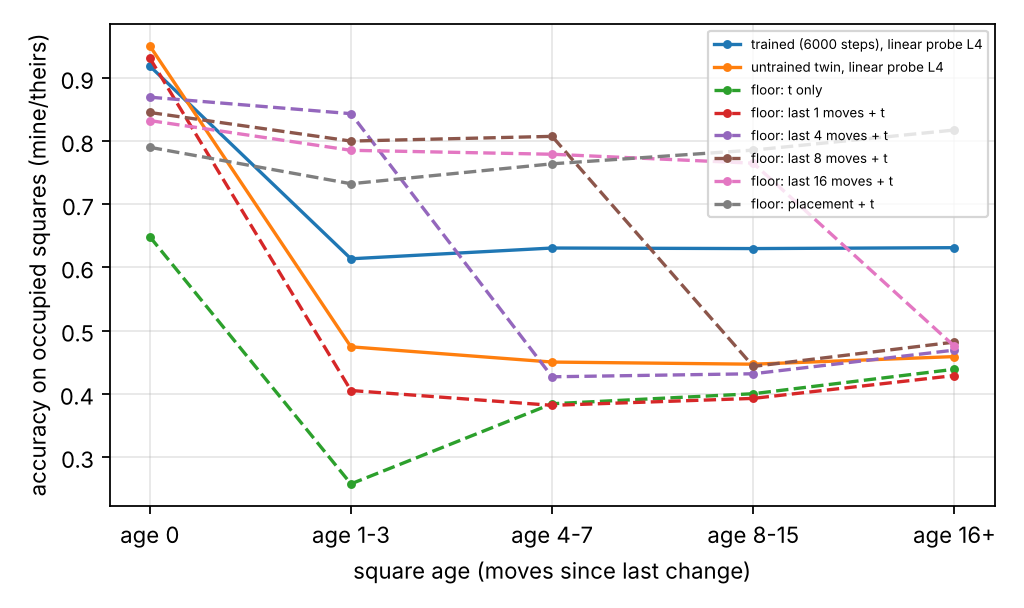 accuracy on occupied squares (mine/theirs)
0.9
0.8
0.7
0.6
0.5
0.4
0.3
trained (6000 steps), linear probe L4
untrained twin, linear probe L4
floor: t only
floor: last 1 moves + t
floor: last 4 moves + t
floor: last 8 moves + t
floor: last 16 moves + t
floor: placement + t
age 0 age 1-3 age 4-7 age 8-15 age 16+
square age (moves since last change)